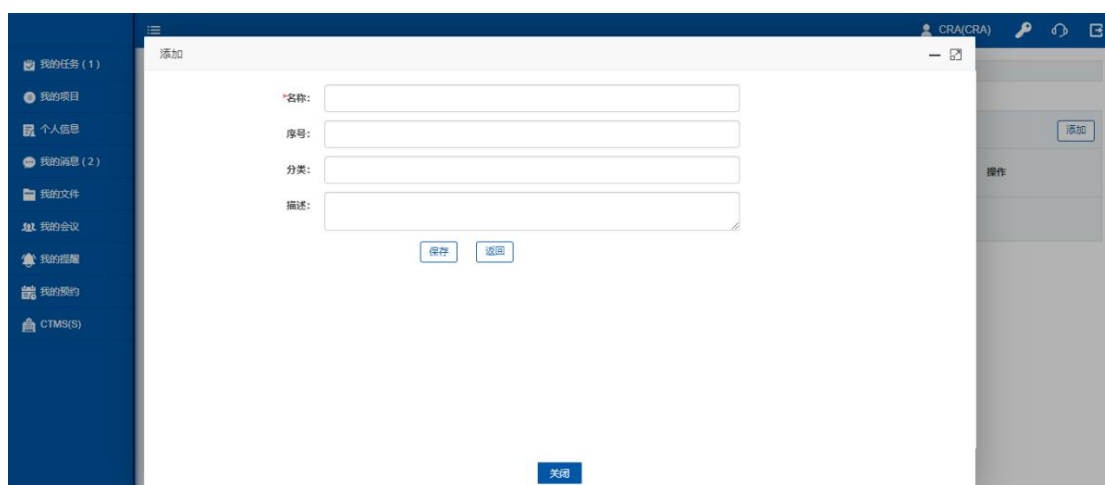 CRA(CRA)
添加
我的任务(1)
我的项目
个人信息
我的消息(2)
我的文件
我的会议
我的提醒
我的预约
CTMS(S)
*名称:
序号:
分类:
描述:
保存 返回
添加
操作
关闭